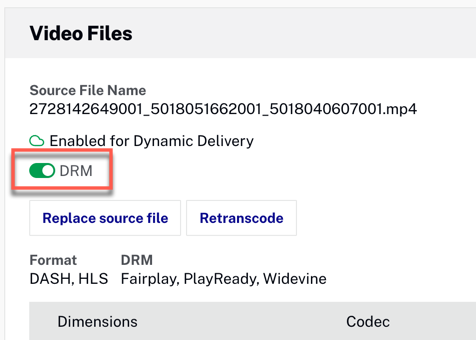 Video Files
Source File Name
2728142649001_5018051662001_5018040607001.mp4
Enabled for Dynamic Delivery
DRM
Replace source file Retranscode
Format DRM
DASH, HLS Fairplay, PlayReady, Widevine
Dimensions Codec